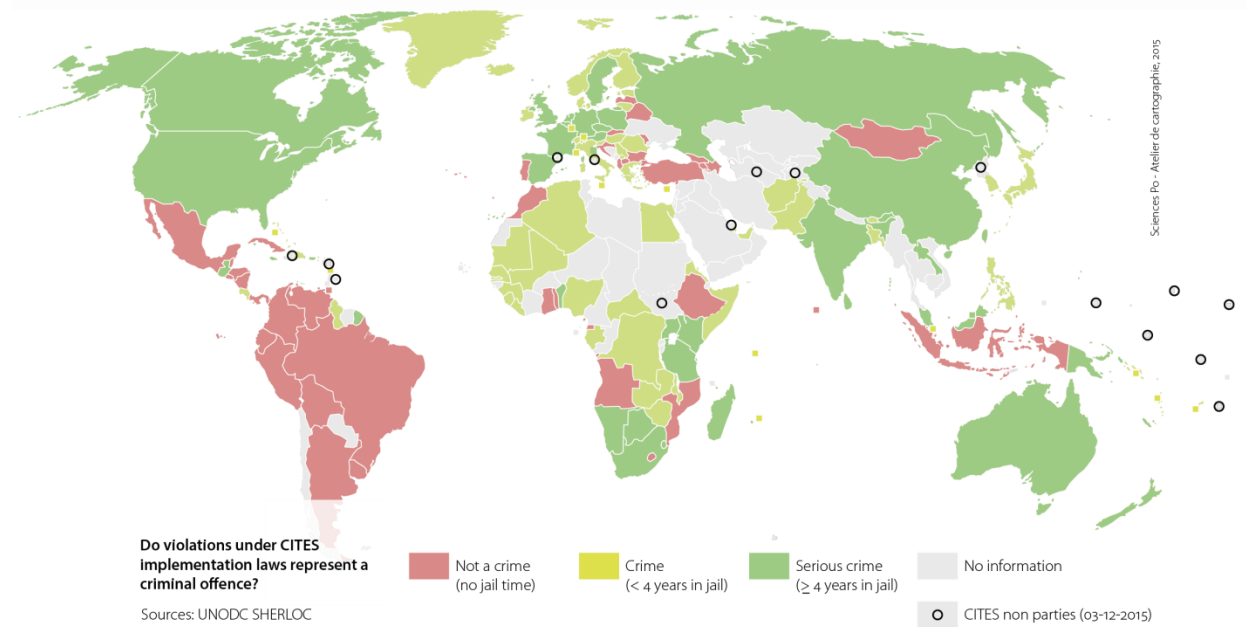 Sciences Po - Atelier de cartographie, 2015
Do violations under CITES
implementation laws represent a
criminal offence?
Sources: UNODC SHERLOC
Not a crime
(no jail time)
Crime
(< 4 years in jail)
Serious crime
(≥ 4 years in jail)
No information
CITES non parties (03-12-2015)